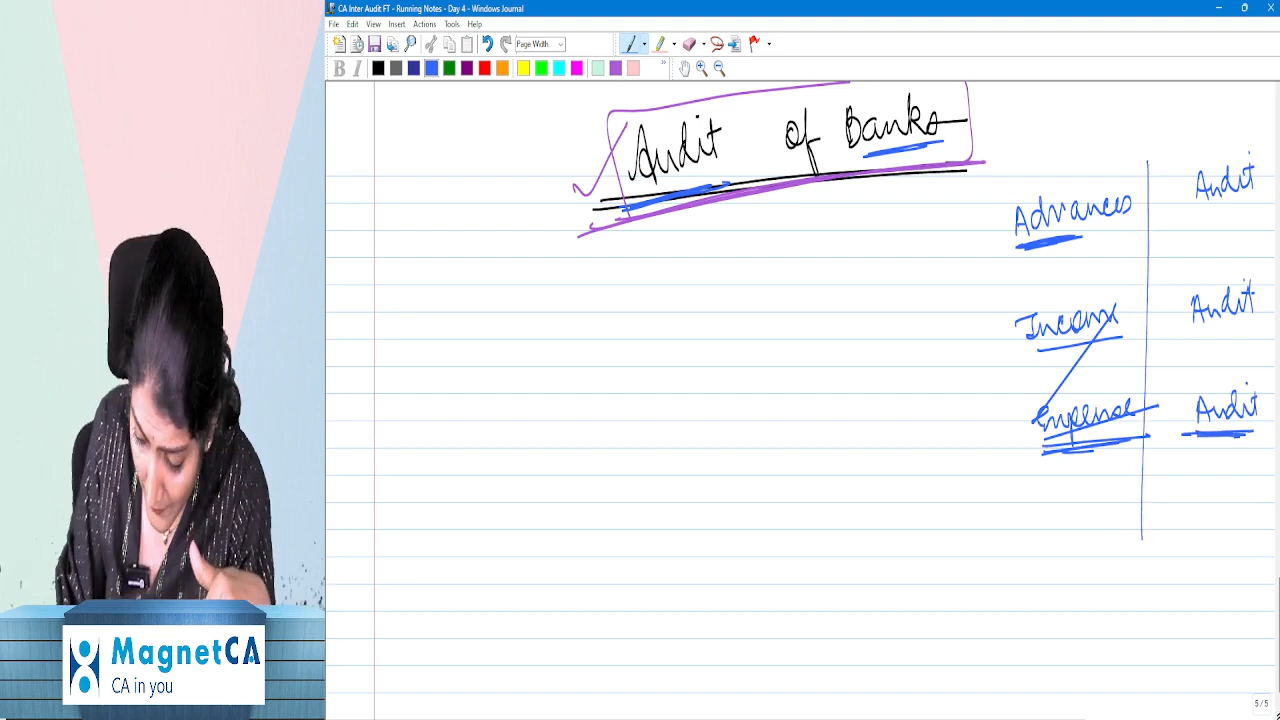 CA Inter Audit FT - Running Notes - Day 4 - Windows Journal
File Edit View Insert Actions Tools Help
Page Width
B I
Audit of Banks
Advances Audit
Income Audit
Expense Audit
MagnetCA
CA in you
5/5